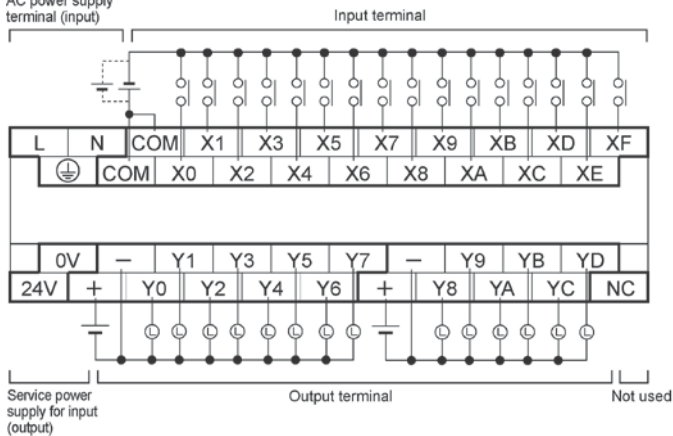 AC power supply
terminal (input)
Input terminal
L N COM X1 X3 X5 X7 X9 XB XD XF
COM X0 X2 X4 X6 X8 XA XC XE
0V − Y1 Y3 Y5 Y7 − Y9 YB YD
24V + Y0 Y2 Y4 Y6 + Y8 YA YC NC
L L L L L L L L L L L L L
Service power
supply for input
(output)
Output terminal
Not used